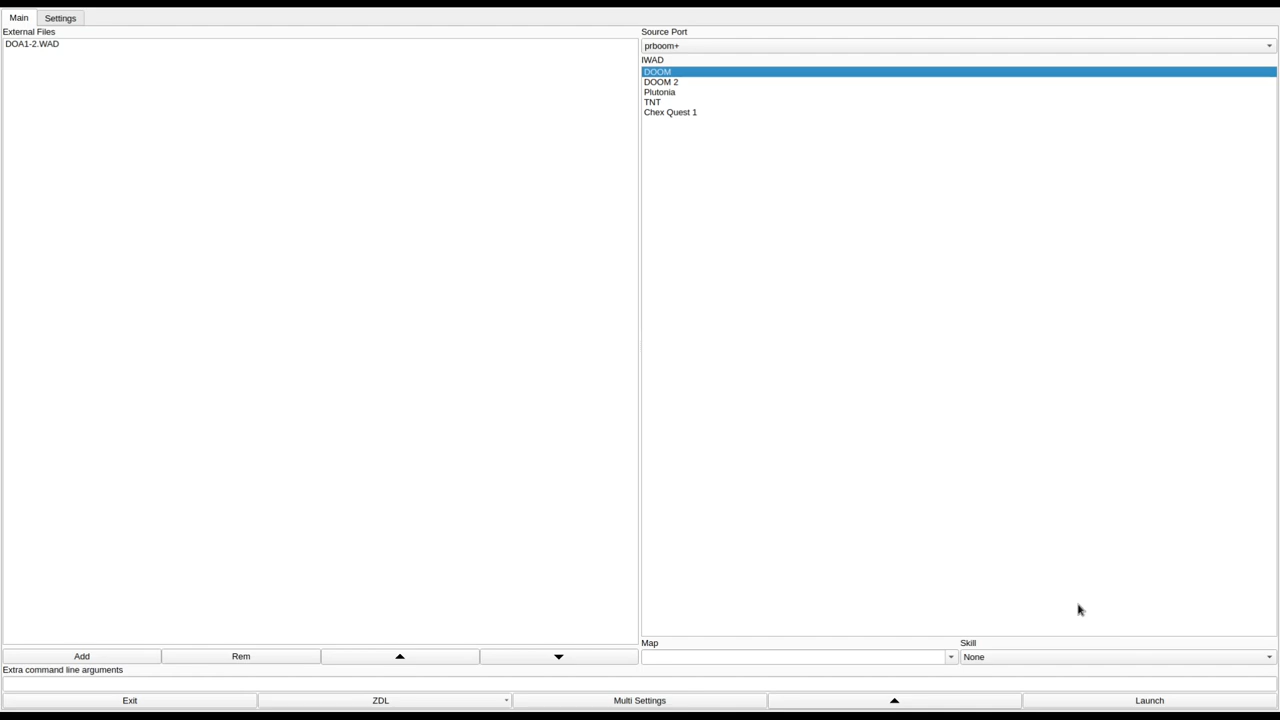 Main Settings
External Files
DOA1-2.WAD
Source Port
prboom+
IWAD
DOOM
DOOM 2
Plutonia
TNT
Chex Quest 1
Map Skill
None
Add Rem
Extra command line arguments
Exit ZDL Multi Settings Launch